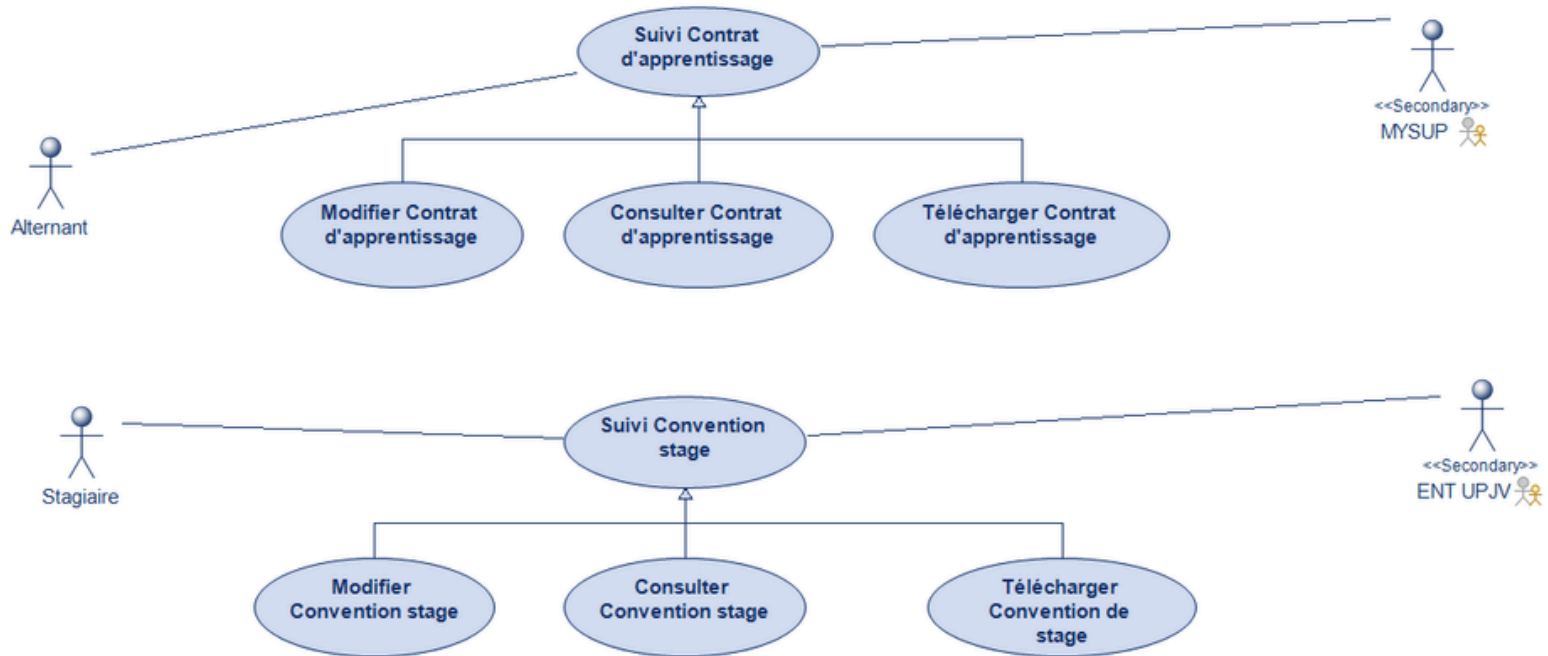 Suivi Contrat
d'apprentissage
<<Secondary>>
MYSUP
Alternant
Modifier Contrat
d'apprentissage
Consulter Contrat
d'apprentissage
Télécharger Contrat
d'apprentissage
Suivi Convention
stage
<<Secondary>>
ENT UPJV
Stagiaire
Modifier
Convention stage
Consulter
Convention stage
Télécharger
Convention de
stage